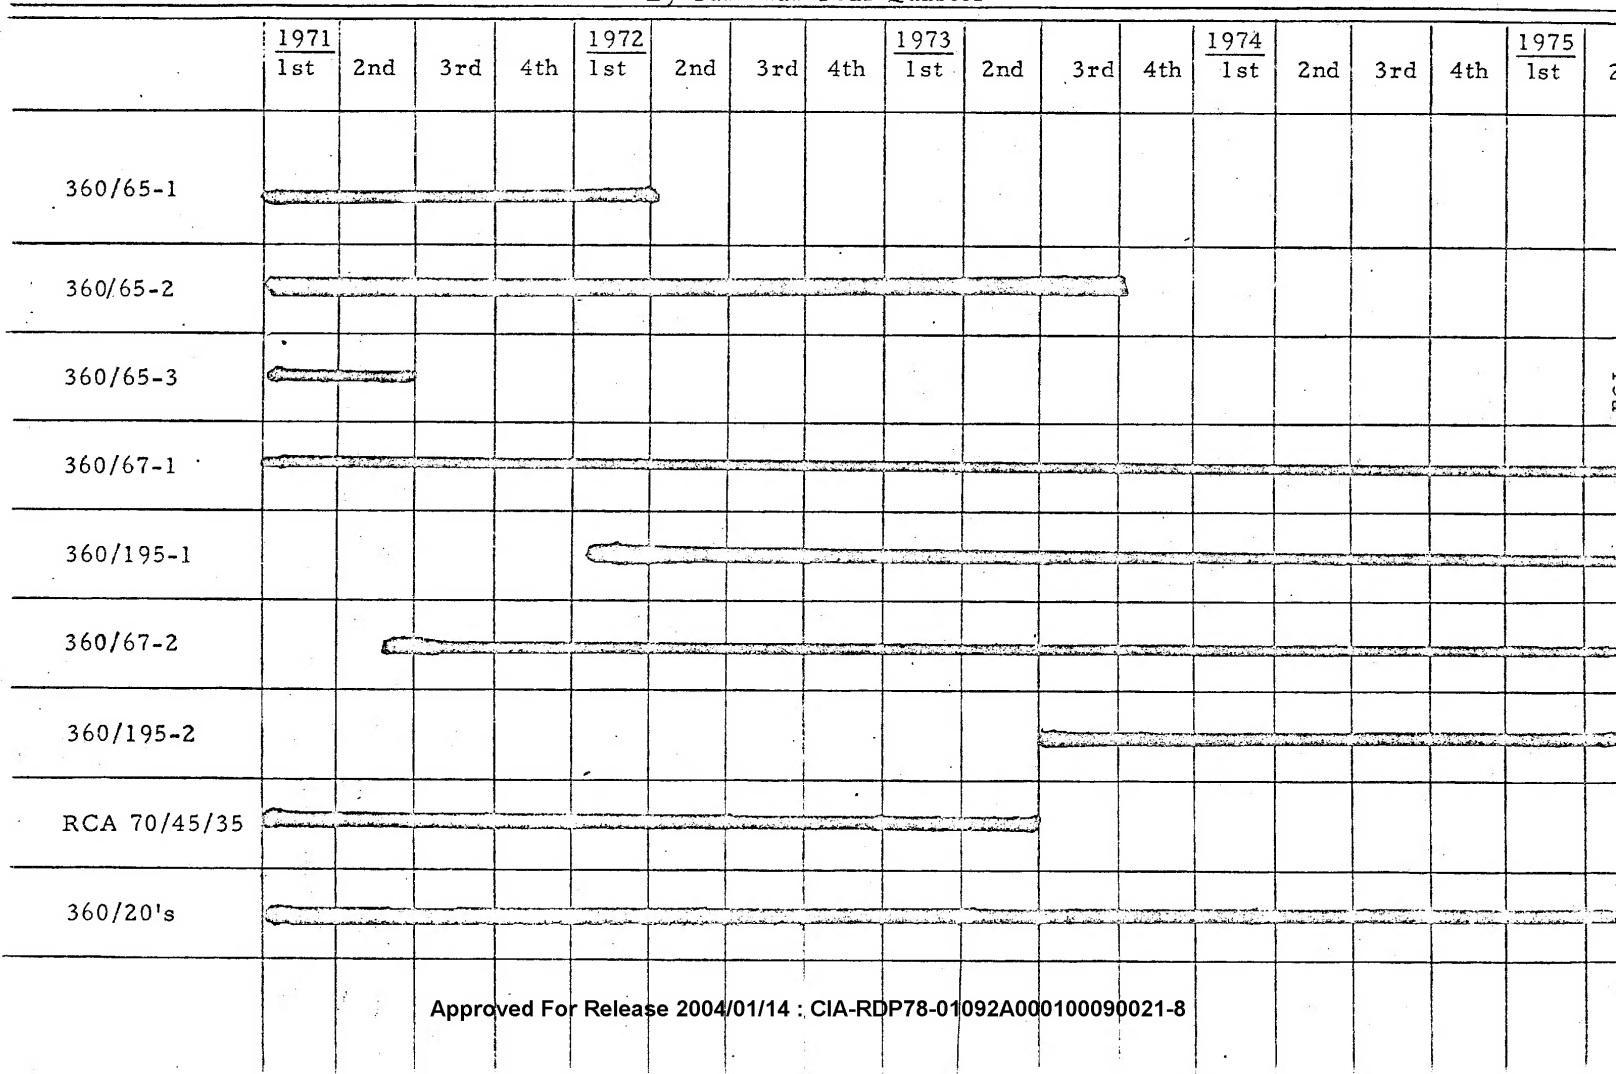 1971 1972 1973 1974 1975
1st 2nd 3rd 4th 1st 2nd 3rd 4th 1st 2nd 3rd 4th 1st 2nd 3rd 4th 1st
360/65-1
360/65-2
360/65-3
360/67-1
360/195-1
360/67-2
360/195-2
RCA 70/45/35
360/20's
Approved For Release 2004/01/14 : CIA-RDP78-01092A000100090021-8